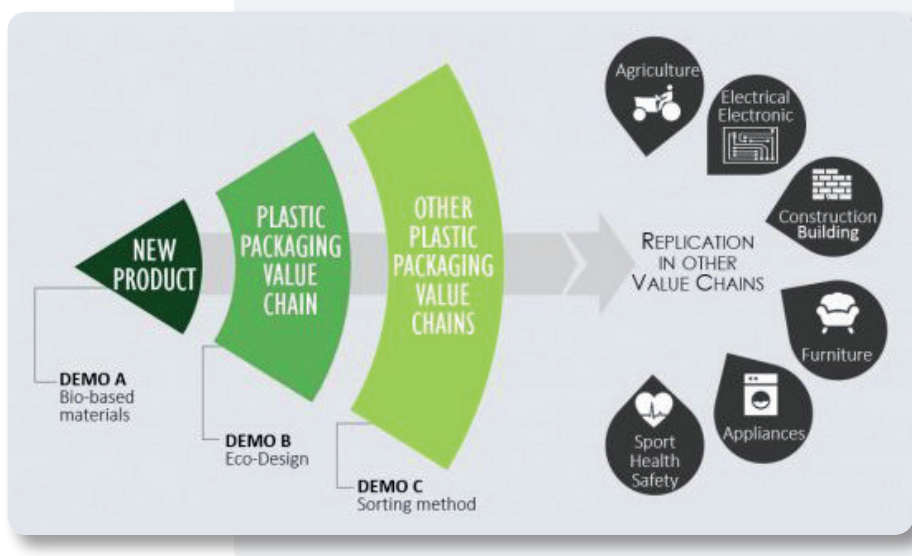 NEW
PRODUCT
PLASTIC
PACKAGING
VALUE
CHAIN
OTHER
PLASTIC
PACKAGING
VALUE
CHAINS
DEMO A
Bio-based
materials
DEMO B
Eco-Design
DEMO C
Sorting method
REPLICATION
IN OTHER
VALUE CHAINS
Agriculture
Electrical
Electronic
Construction
Building
Furniture
Appliances
Sport
Health
Safety